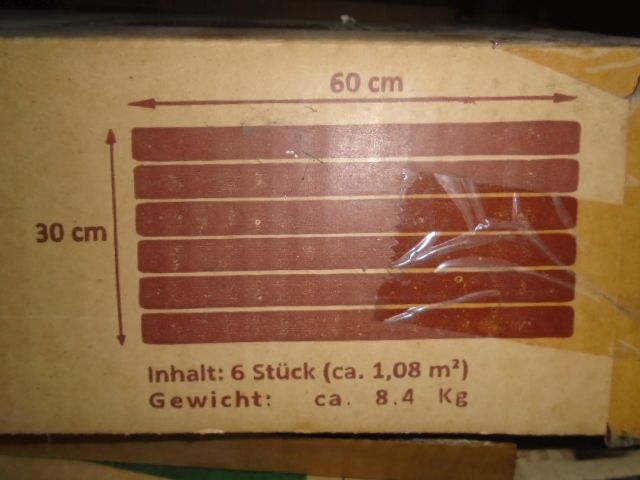 60 cm
30 cm
Inhalt: 6 Stück (ca. 1,08 m²)
Gewicht: ca. 8.4 Kg